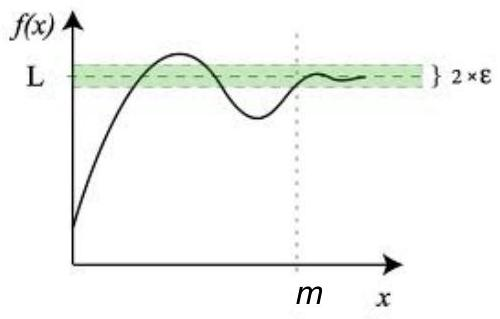 f(x)
L
} 2 × ε
m
x